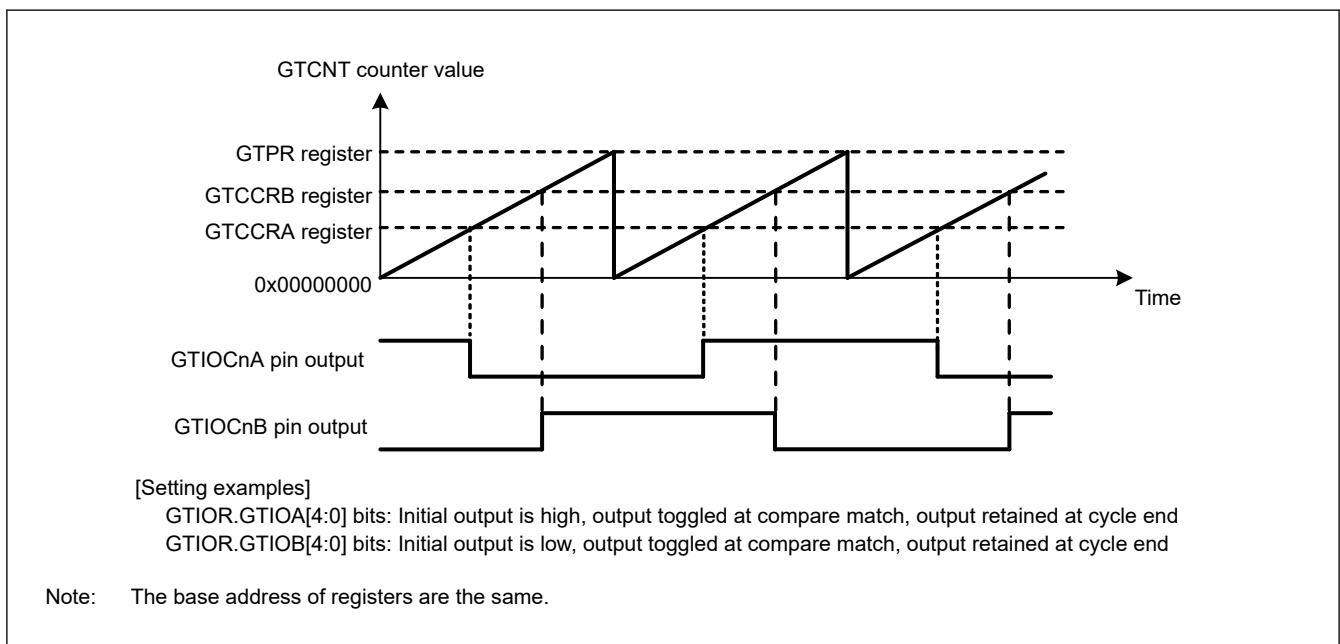 GTCNT counter value
GTPR register
GTCCRB register
GTCCRA register
0x00000000
Time
GTIOCnA pin output
GTIOCnB pin output
[Setting examples]
GTIOR.GTIOA[4:0] bits: Initial output is high, output toggled at compare match, output retained at cycle end
GTIOR.GTIOB[4:0] bits: Initial output is low, output toggled at compare match, output retained at cycle end
Note: The base address of registers are the same.